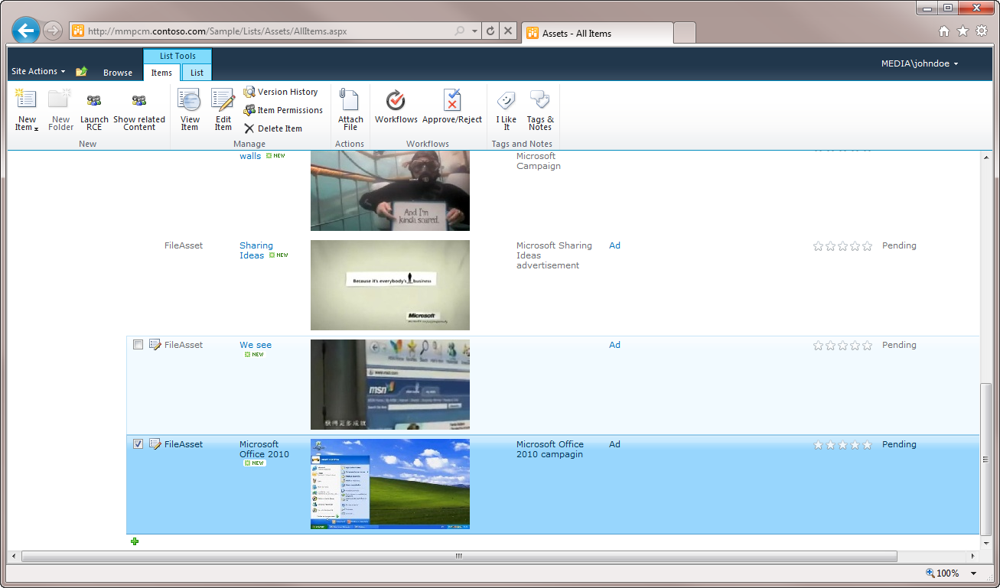 http://mmpcm.contoso.com/Sample/Lists/Assets/AllItems.aspx
Assets - All Items
Site Actions
Browse
List Tools
Items
List
MEDIA\johndoe
New Item
New Folder
Launch RCE
Show related Content
New
View Item
Edit Item
Version History
Item Permissions
Delete Item
Manage
Attach File
Actions
Workflows
Approve/Reject
Workflows
I Like It
Tags & Notes
Tags and Notes
walls NEW
And I'm
kinda scared.
Microsoft
Campaign
FileAsset
Sharing
Ideas NEW
Because it's everybody's business
Microsoft
Microsoft Sharing
Ideas
advertisement
Ad
Pending
FileAsset
We see
NEW
www.msn.com
msn
Ad
Pending
FileAsset
Microsoft
Office 2010
NEW
Microsoft Office
2010 campagin
Ad
Pending
100%